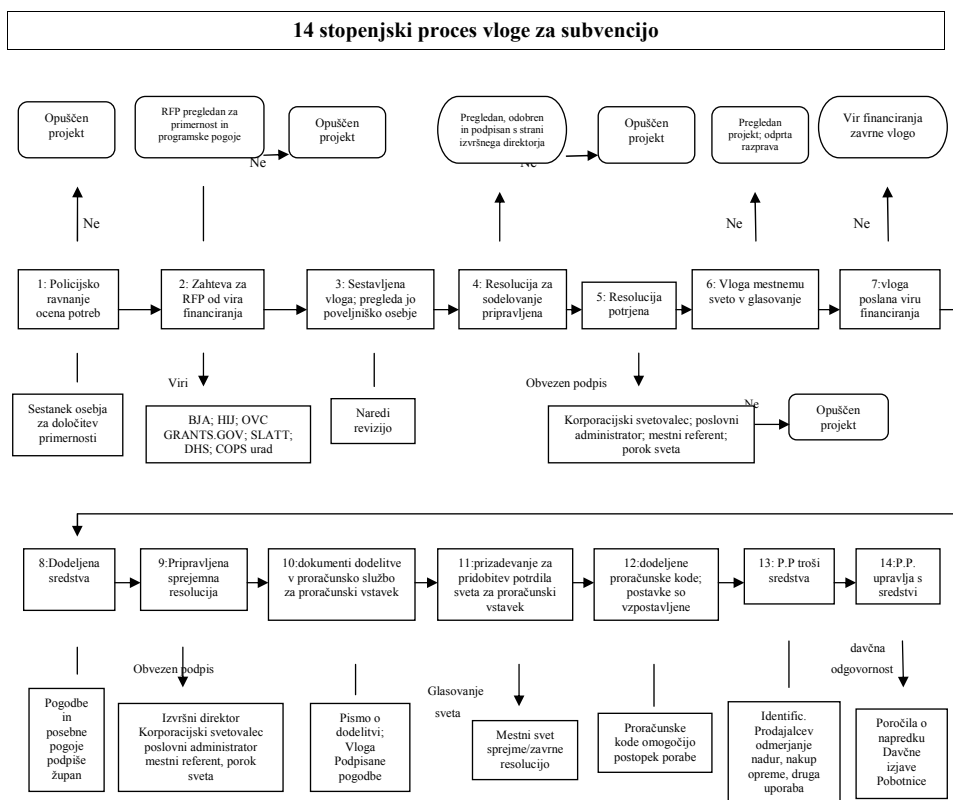 14 stopenjski proces vloge za subvencijo
Opuščen
projekt
RFP pregledan za
primernost in
programske pogoje
Opuščen
projekt
Pregledan, odobren
in podpisan s strani
izvršnega direktorja
Opuščen
projekt
Pregledan
projekt; odprta
razprava
Vir financiranja
zavrne vlogo
Ne
Ne
Ne
Ne
Ne
1: Policijsko
ravnanje
ocena potreb
2: Zahteva za
RFP od vira
financiranja
3: Sestavljena
vloga; pregleda jo
poveljniško osebje
4: Resolucija za
sodelovanje
pripravljena
5: Resolucija
potrjena
6: Vloga mestnemu
sveto v glasovanje
7:vloga
poslana viru
financiranja
Sestanek osebja
za določitev
primernosti
Viri
BJA; HIJ; OVC
GRANTS.GOV; SLATT;
DHS; COPS urad
Naredi
revizijo
Obvezen podpis
Korporacijski svetovalec; poslovni
administrator; mestni referent;
porok sveta
Ne
Opuščen
projekt
8:Dodeljena
sredstva
9:Pripravljena
sprejemna
resolucija
10:dokumenti dodelitve
v proračunsko službo
za proračunski
vstavek
11:prizadevanje za
pridobitev potrdila
sveta za proračunski
vstavek
12:dodeljene
proračunske kode;
postavke so
vzpostavljene
13: P.P troši
sredstva
14:P.P.
upravlja s
sredstvi
Pogodbe
in
posebne
pogoje
podpiše
župan
Obvezen podpis
Izvršni direktor
Korporacijski svetovalec
poslovni administrator
mestni referent, porok
sveta
Pismo o
dodelitvi;
Vloga
Podpisane
pogodbe
Glasovanje
sveta
Mestni svet
sprejme/zavrne
resolucijo
Proračunske
kode omogočijo
postopek porabe
Identific.
Prodajalcev
odmerjanje
nadur, nakup
opreme, druga
uporaba
davčna
odgovornost
Poročila o
napredku
Davčne
izjave
Pobotnice